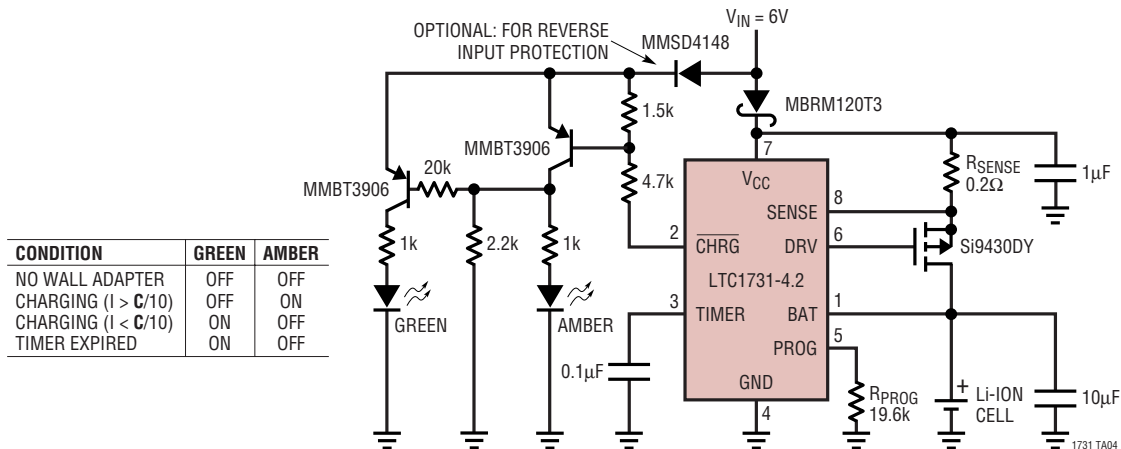 V_IN = 6V
OPTIONAL: FOR REVERSE
INPUT PROTECTION
MMSD4148
MBRM120T3
1.5k
MMBT3906
20k
MMBT3906
4.7k
7
V_CC
R_SENSE
0.2Ω
1µF
SENSE
8
1k
2.2k
1k
2
CHRG
DRV
6
Si9430DY
LTC1731-4.2
GREEN
AMBER
3
TIMER
BAT
1
PROG
5
0.1µF
GND
4
R_PROG
19.6k
+
Li-ION
CELL
10µF
CONDITION GREEN AMBER
NO WALL ADAPTER OFF OFF
CHARGING (I > C/10) OFF ON
CHARGING (I < C/10) ON OFF
TIMER EXPIRED ON OFF
1731 TA04